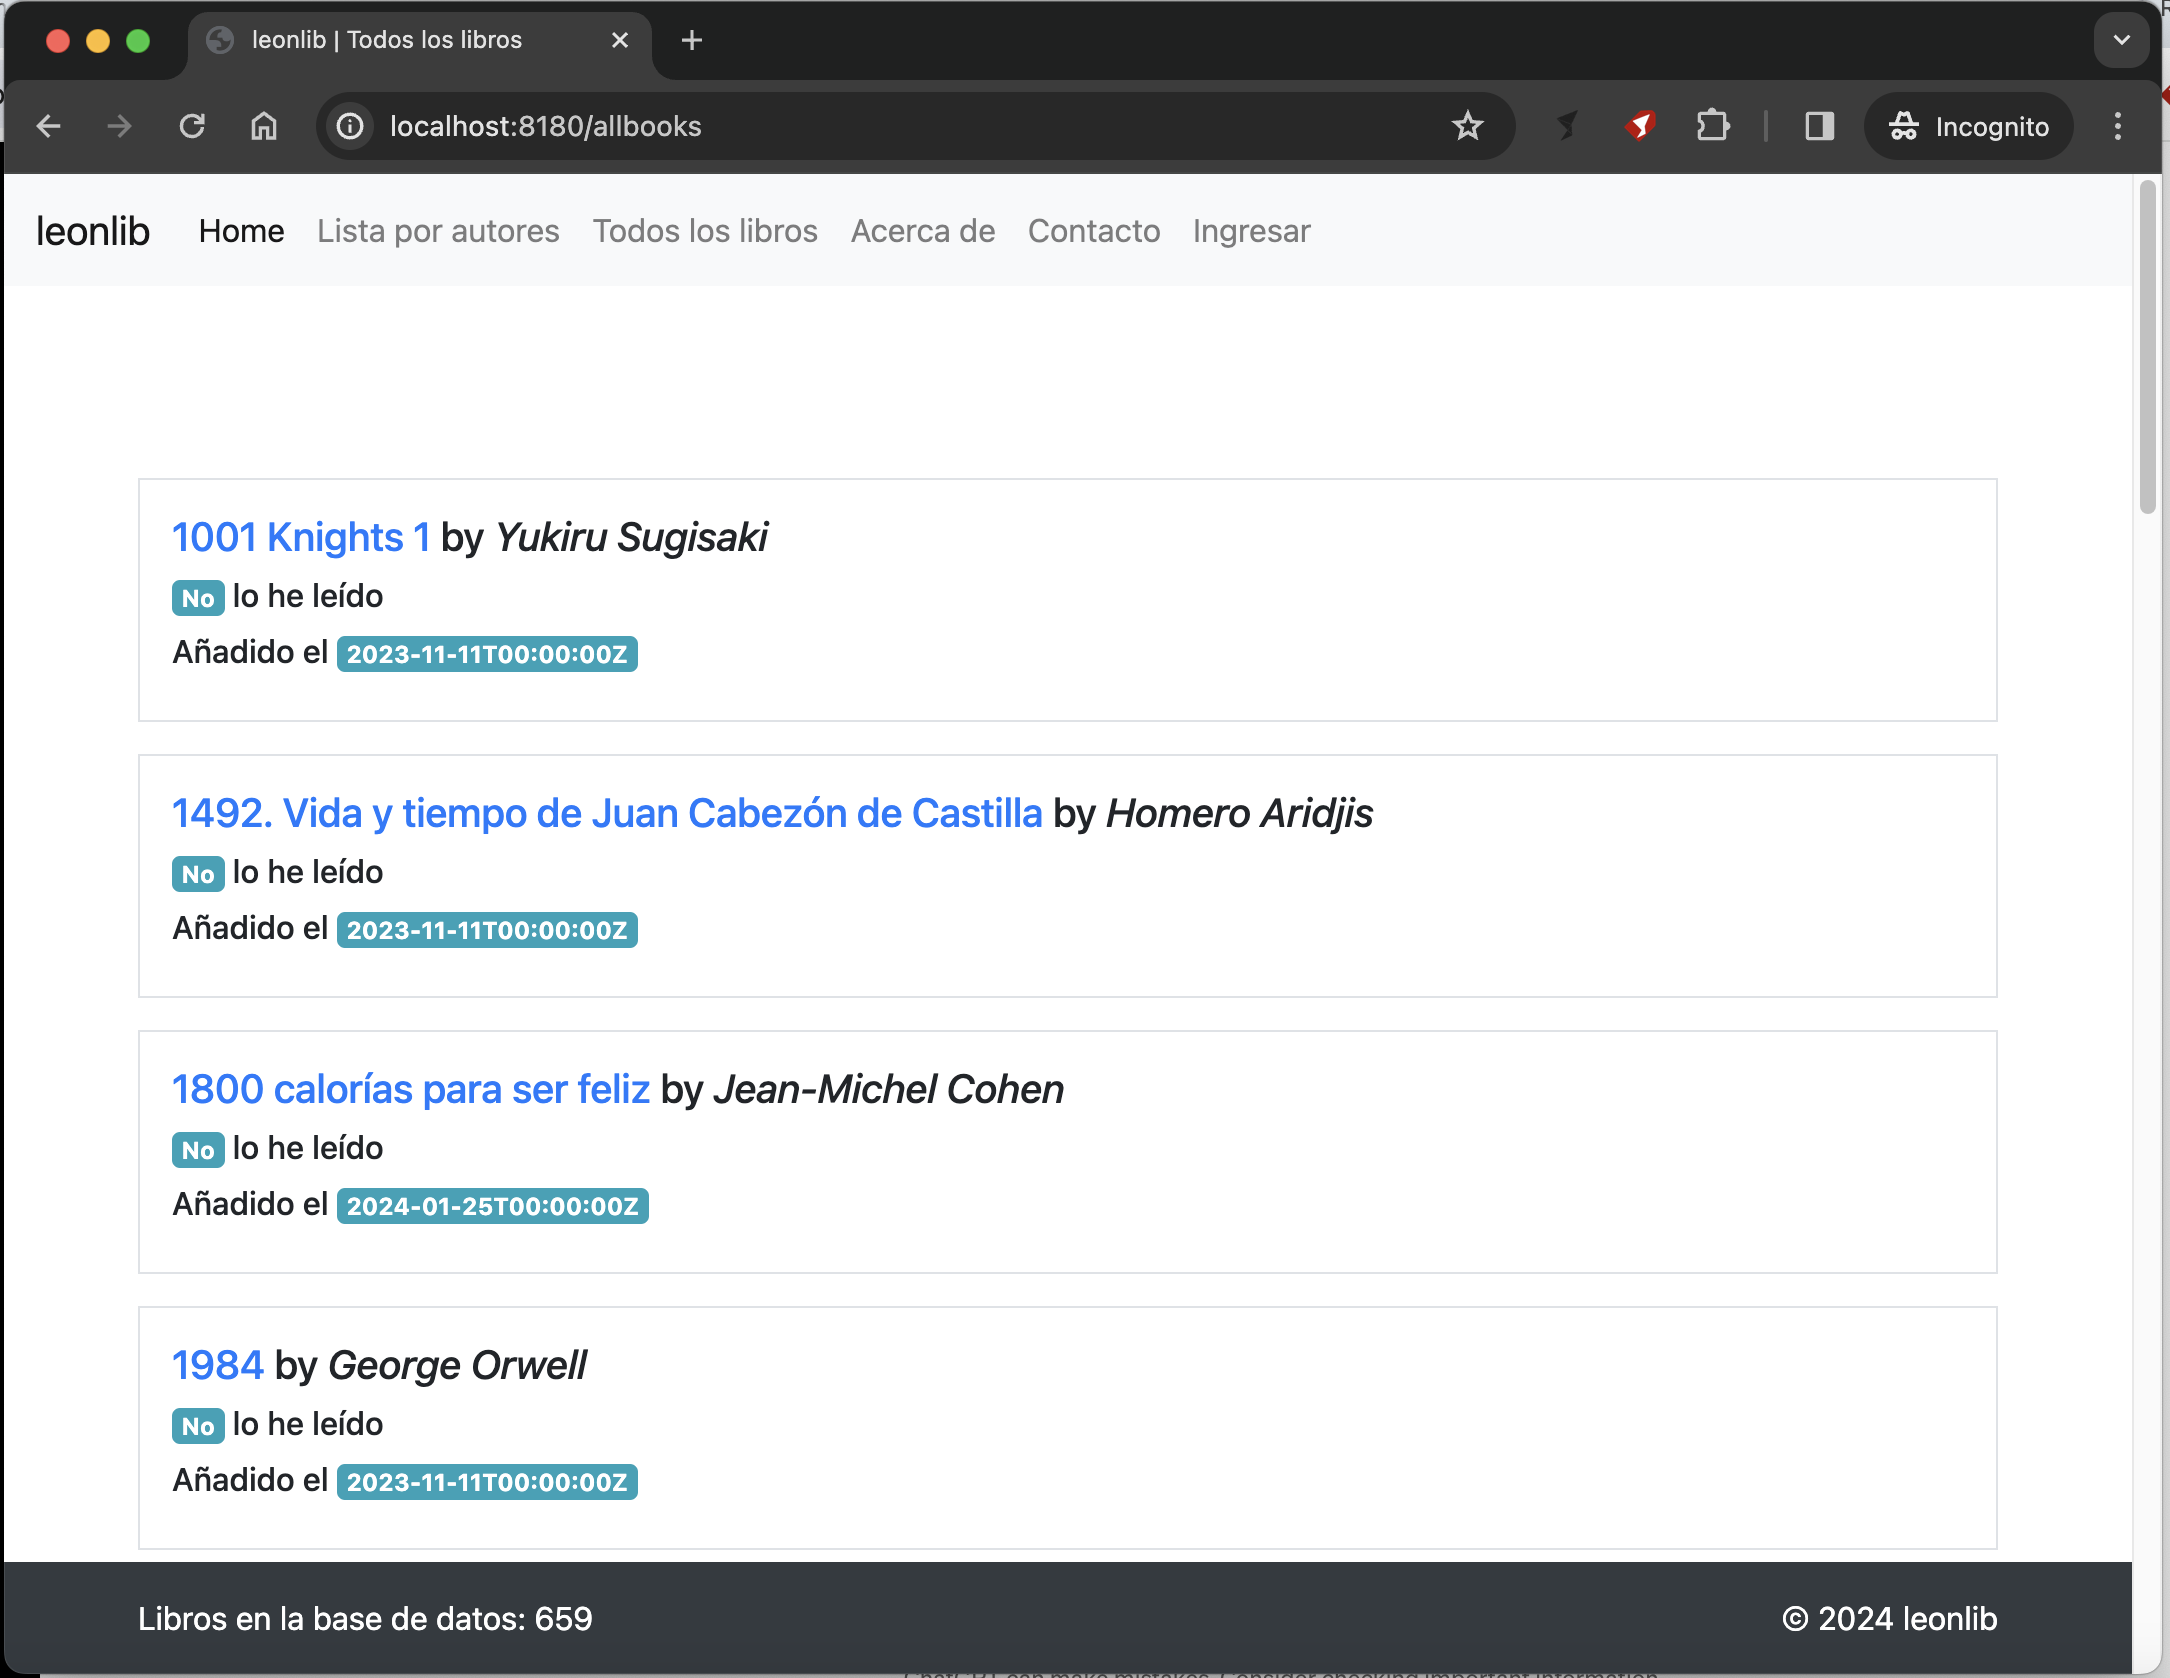 leonlib | Todos los libros
localhost:8180/allbooks
Incognito
leonlib Home Lista por autores Todos los libros Acerca de Contacto Ingresar
1001 Knights 1 by Yukiru Sugisaki
No lo he leído
Añadido el 2023-11-11T00:00:00Z
1492. Vida y tiempo de Juan Cabezón de Castilla by Homero Aridjis
No lo he leído
Añadido el 2023-11-11T00:00:00Z
1800 calorías para ser feliz by Jean-Michel Cohen
No lo he leído
Añadido el 2024-01-25T00:00:00Z
1984 by George Orwell
No lo he leído
Añadido el 2023-11-11T00:00:00Z
Libros en la base de datos: 659
© 2024 leonlib